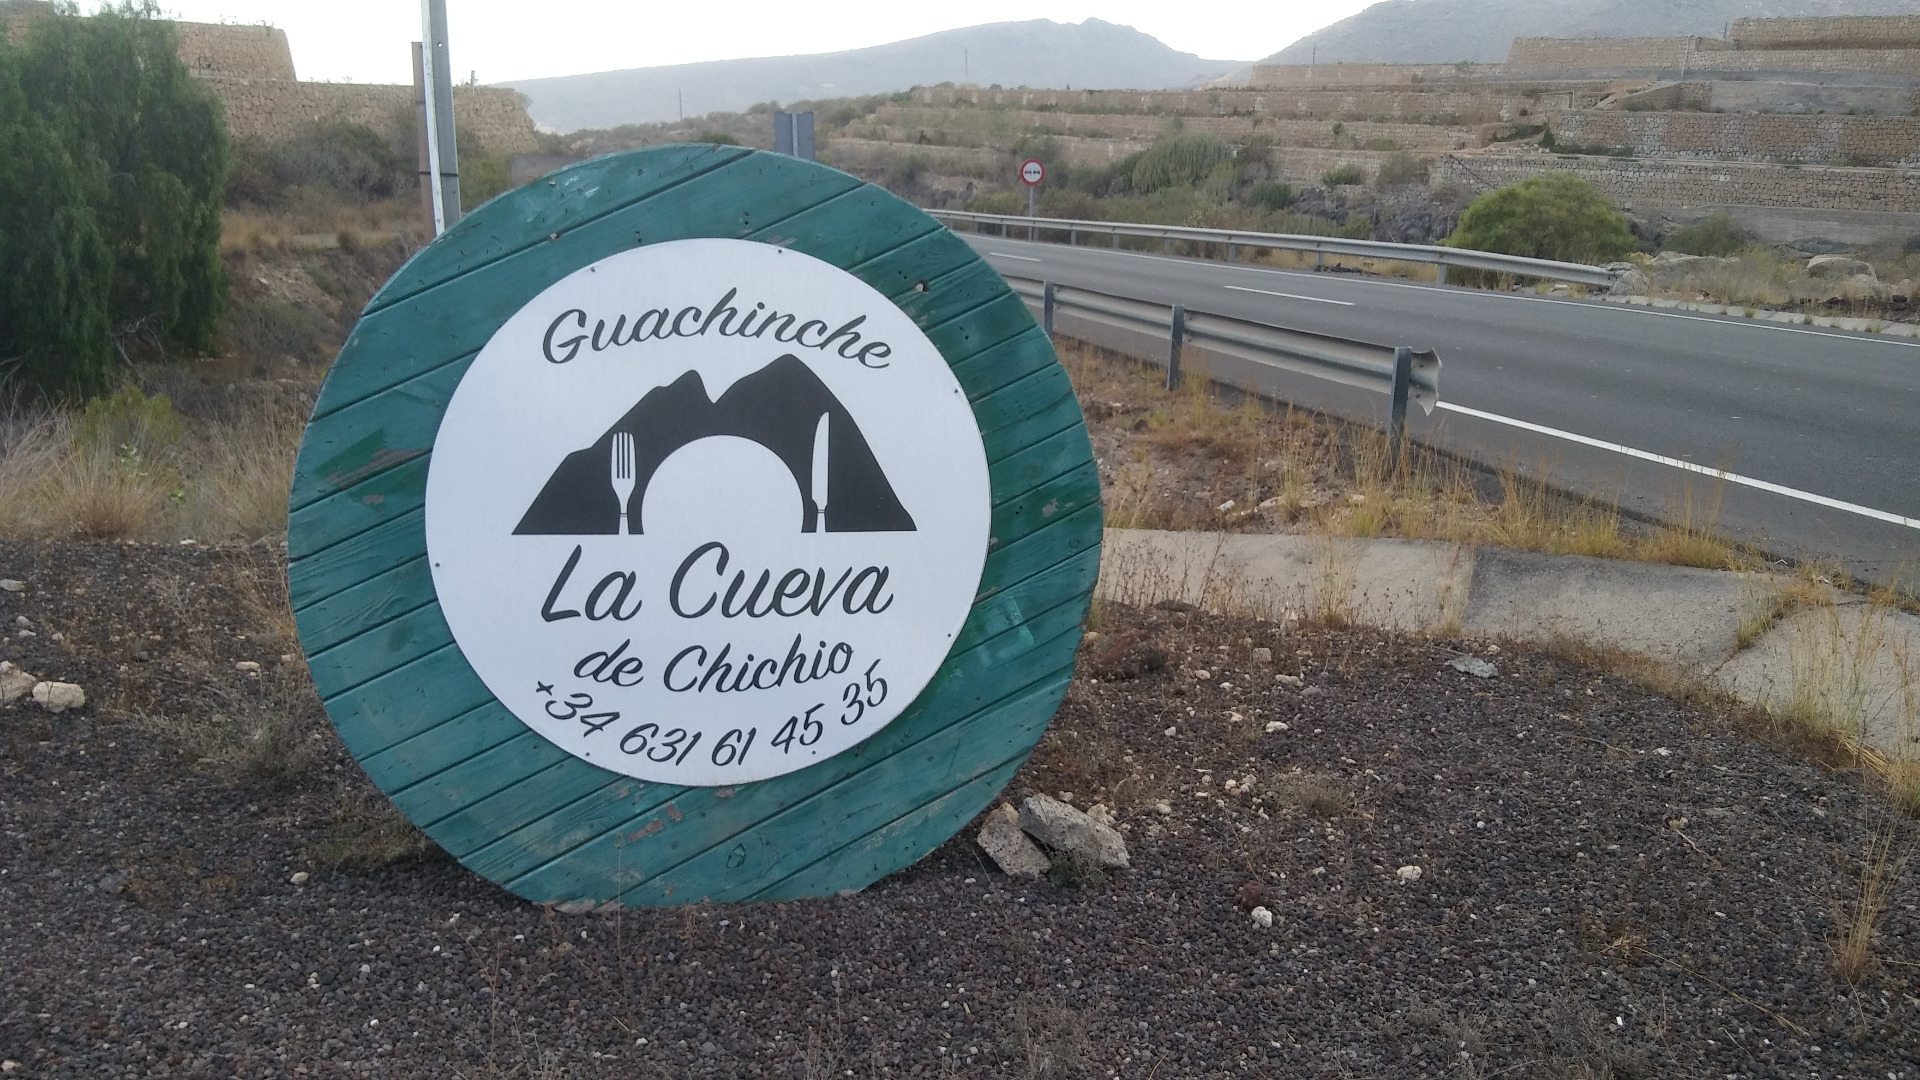 Guachinche
La Cueva
de Chichio
+34 631 61 45 35